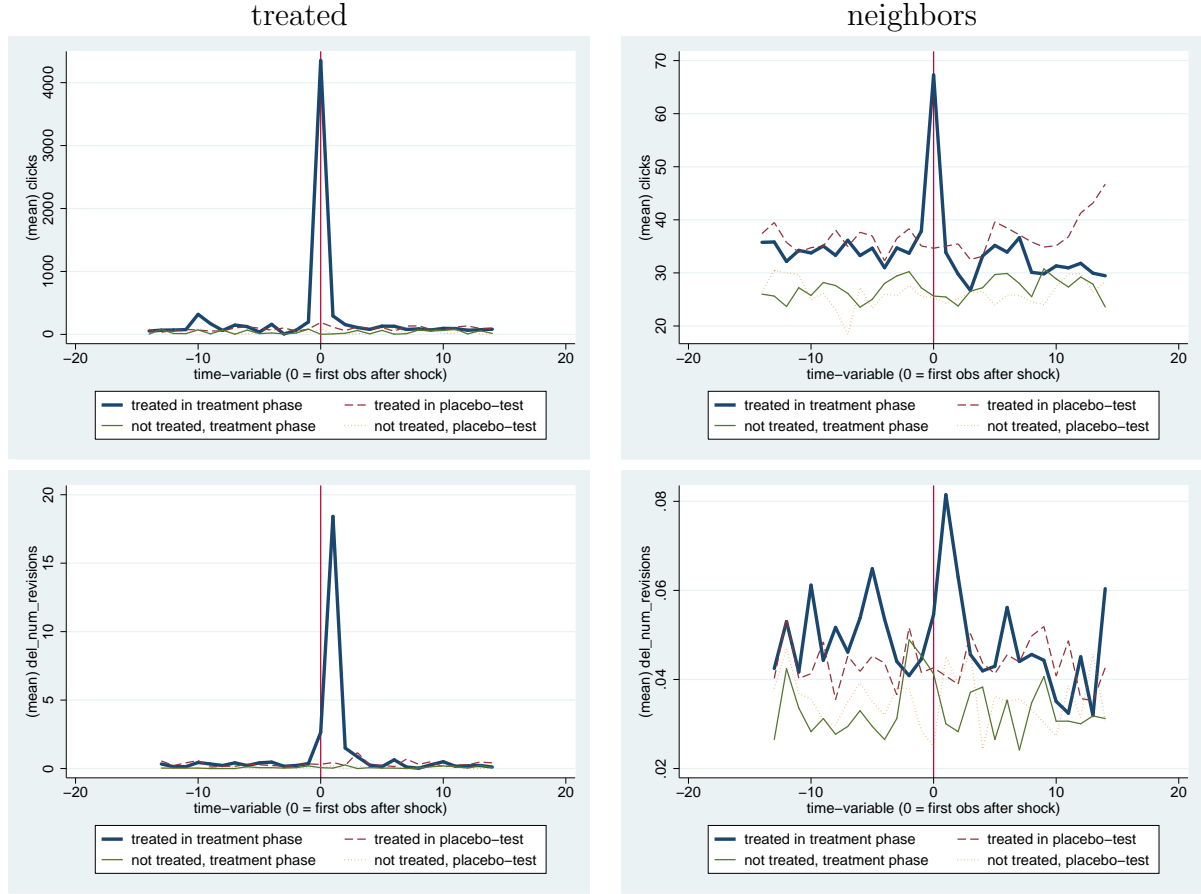 treated
neighbors
(mean) clicks
4000
3000
2000
1000
0
−20 −10 0 10 20
time−variable (0 = first obs after shock)
treated in treatment phase treated in placebo−test
not treated, treatment phase not treated, placebo−test
(mean) clicks
70
60
50
40
30
20
−20 −10 0 10 20
time−variable (0 = first obs after shock)
treated in treatment phase treated in placebo−test
not treated, treatment phase not treated, placebo−test
(mean) del_num_revisions
20
15
10
5
0
−20 −10 0 10 20
time−variable (0 = first obs after shock)
treated in treatment phase treated in placebo−test
not treated, treatment phase not treated, placebo−test
(mean) del_num_revisions
.08
.06
.04
.02
−20 −10 0 10 20
time−variable (0 = first obs after shock)
treated in treatment phase treated in placebo−test
not treated, treatment phase not treated, placebo−test